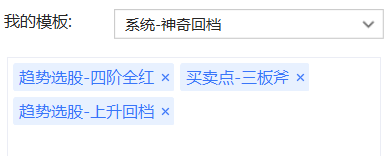 我的模板: 系统-神奇回档
趋势选股-四阶全红 × 买卖点-三板斧 ×
趋势选股-上升回档 ×